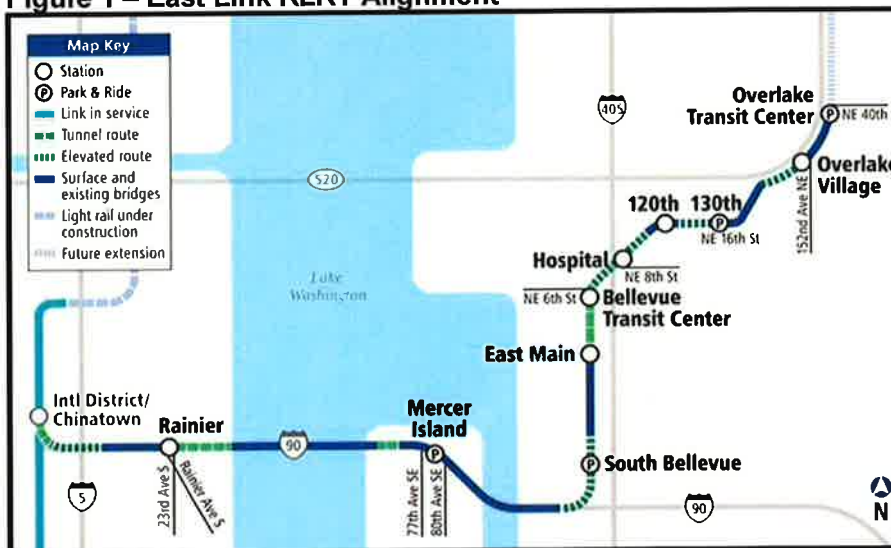 Figure 1 – East Link RLRT Alignment
Map Key
Station
P Park & Ride
Link in service
Tunnel route
Elevated route
Surface and
existing bridges
Light rail under
construction
Future extension
520
405
Overlake
Transit Center
P
NE 40th
Overlake
Village
152nd Ave NE
120th
130th
P
NE 16th St
Hospital
NE 8th St
NE 6th St
Bellevue
Transit Center
Lake
Washington
East Main
Intl District/
Chinatown
Rainier
23rd Ave S
Rainier Ave S
5
90
Mercer
Island
P
77th Ave SE
80th Ave SE
P
South Bellevue
90
N